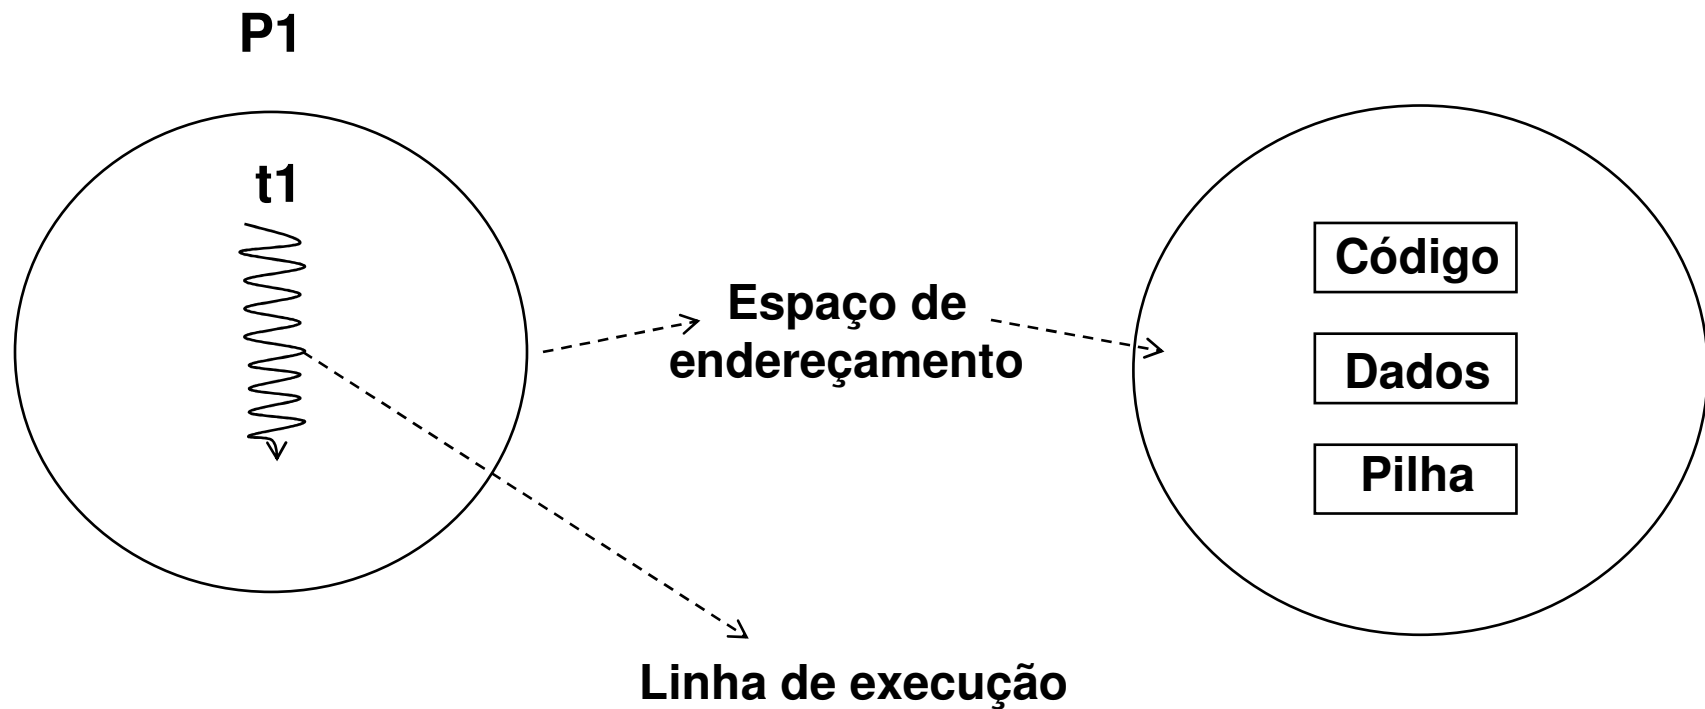 P1
t1
Espaço de
endereçamento
Código
Dados
Pilha
Linha de execução